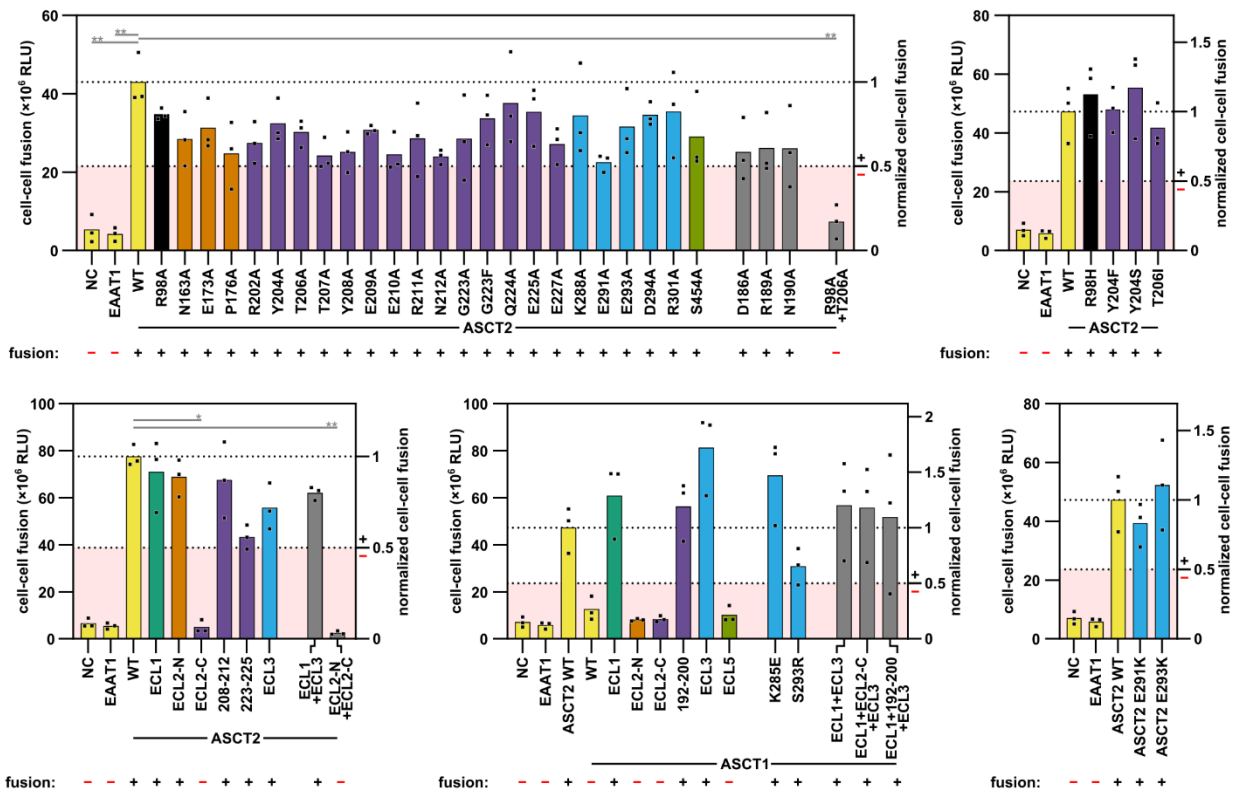 cell-cell fusion (×10⁶ RLU)
60
40
20
0
** ** **
1
0.5
0
+
−
normalized cell-cell fusion
NC EAAT1 WT R98A N163A E173A P176A R202A Y204A T206A T207A Y208A E209A E210A R211A N212A G223A G223F Q224A E225A E227A K288A E291A E293A D294A R301A S454A D186A R189A N190A R98A +T206A
ASCT2
fusion: − − + + + + + + + + + + + + + + + + + + + + + + + + + + + + −
cell-cell fusion (×10⁶ RLU)
80
60
40
20
0
1.5
1
0.5
0
+
−
normalized cell-cell fusion
NC EAAT1 WT R98H Y204F Y204S T206I
ASCT2
fusion: − − + + + + +
cell-cell fusion (×10⁶ RLU)
100
80
60
40
20
0
* **
1
0.5
0
+
−
normalized cell-cell fusion
NC EAAT1 WT ECL1 ECL2-N ECL2-C 208-212 223-225 ECL3 ECL1 +ECL3 ECL2-N +ECL2-C
ASCT2
fusion: − − + + + − + + + + −
cell-cell fusion (×10⁶ RLU)
100
80
60
40
20
0
2
1.5
1
0.5
0
+
−
normalized cell-cell fusion
NC EAAT1 ASCT2 WT WT ECL1 ECL2-N ECL2-C 192-200 ECL3 ECL5 K285E S293R ECL1+ECL3 ECL1+ECL2-C +ECL3 ECL1+192-200 +ECL3
ASCT1
fusion: − − + − + − − + + − + + + + +
cell-cell fusion (×10⁶ RLU)
80
60
40
20
0
1.5
1
0.5
0
+
−
normalized cell-cell fusion
NC EAAT1 ASCT2 WT ASCT2 E291K ASCT2 E293K
fusion: − − + + +